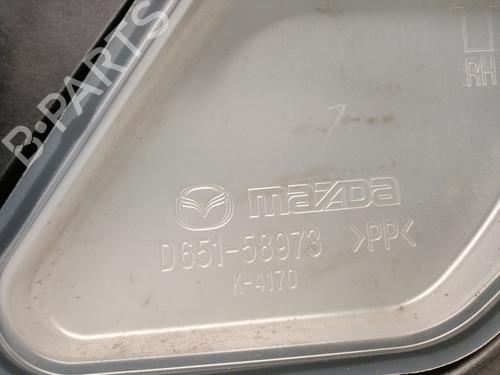 B-PARTS
RH
mazda
D651-58973 >PP<
K-4170